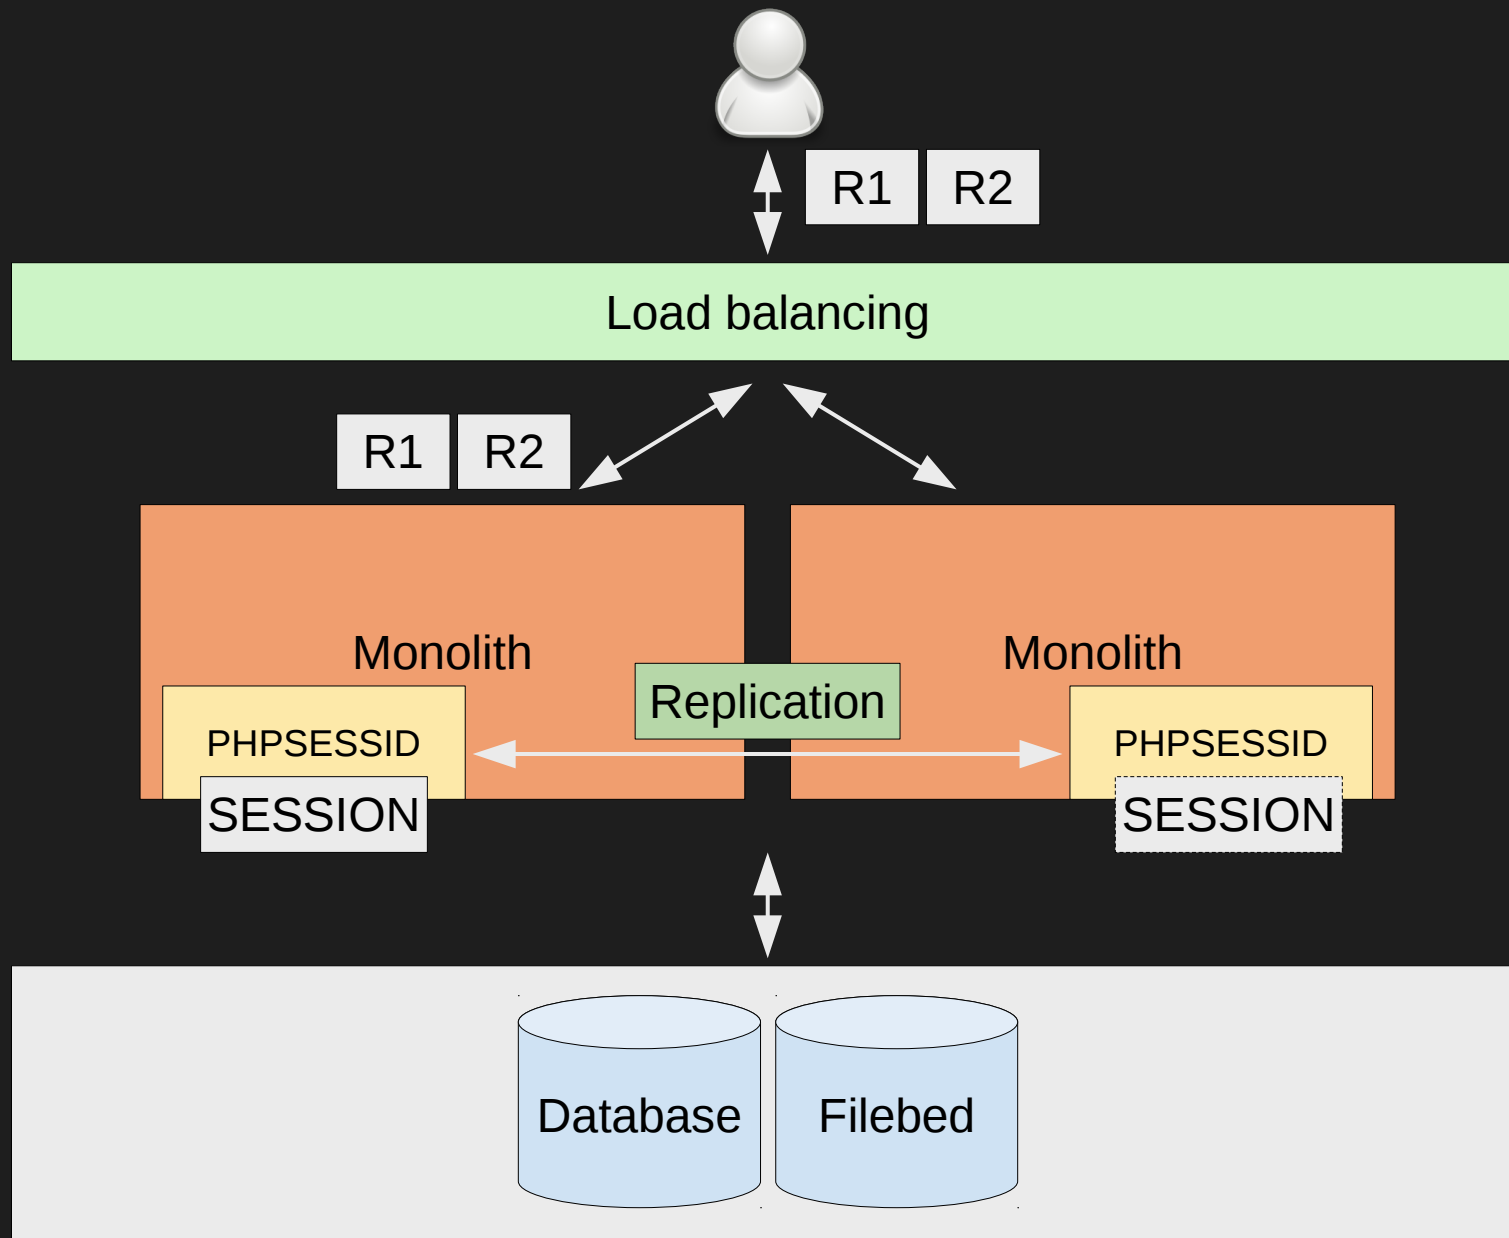 R1 R2
Load balancing
R1 R2
Monolith
Monolith
Replication
PHPSESSID
PHPSESSID
SESSION
SESSION
Database
Filebed